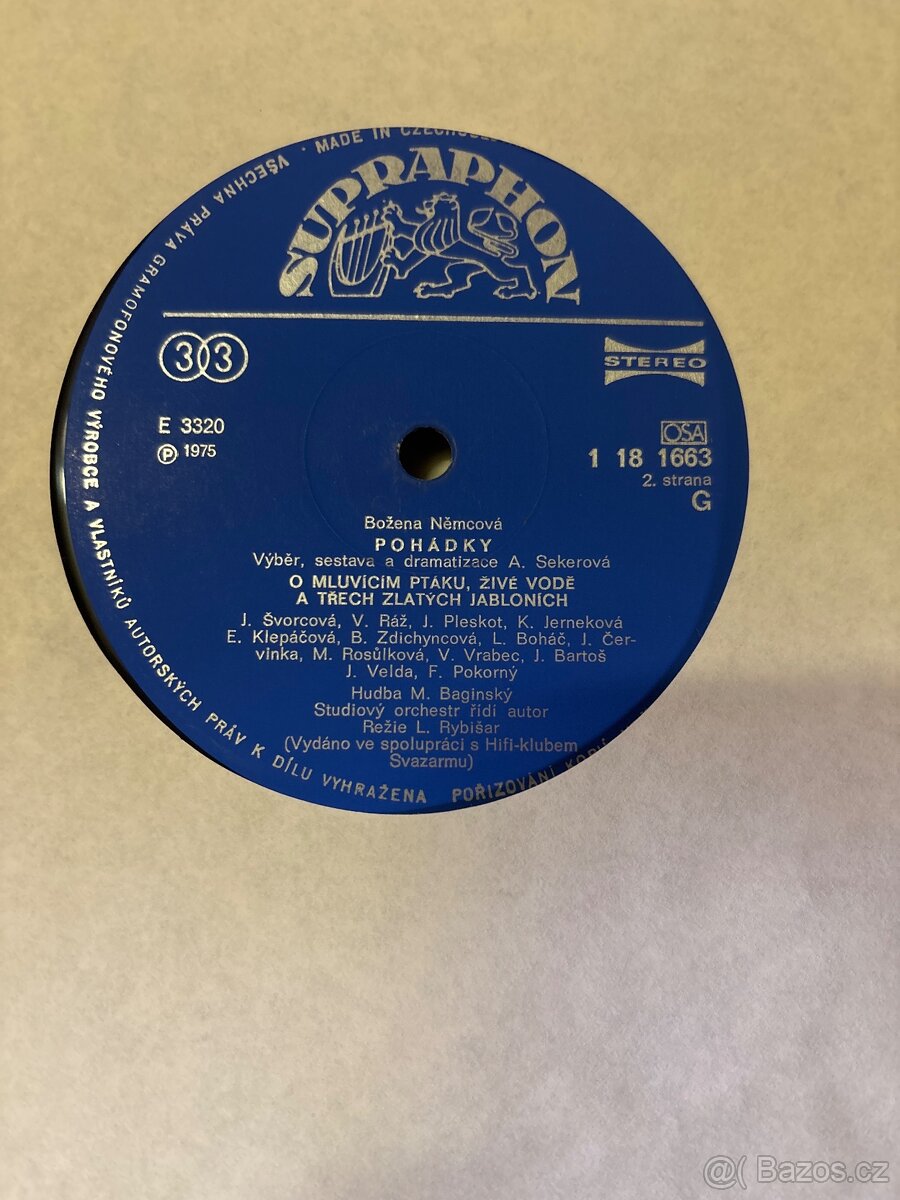 VŠECHNA PRÁVA GRAMOFONOVÉHO VÝROBCE A VLASTNÍKŮ AUTORSKÝCH PRÁV K DÍLU VYHRAŽENA POŘIZOVÁNÍ
· MADE IN
SUPRAPHON
33
STEREO
E 3320
Ⓟ 1975
OSA
1 18 1663
2. strana
G
Božena Němcová
POHÁDKY
Výběr, sestava a dramatizace A. Sekerová
O MLUVÍCÍM PTÁKU, ŽIVÉ VODĚ
A TŘECH ZLATÝCH JABLONÍCH
J. Švorcová, V. Ráž, J. Pleskot, K. Jerneková
E. Klepáčová, B. Zdichyncová, L. Boháč, J. Čer-
vinka, M. Rosůlková, V. Vrabec, J. Bartoš
J. Velda, F. Pokorný
Hudba M. Baginský
Studiový orchestr řídí autor
Režie L. Rybišar
(Vydáno ve spolupráci s Hifi-klubem
Svazarmu)
@( Bazos.cz